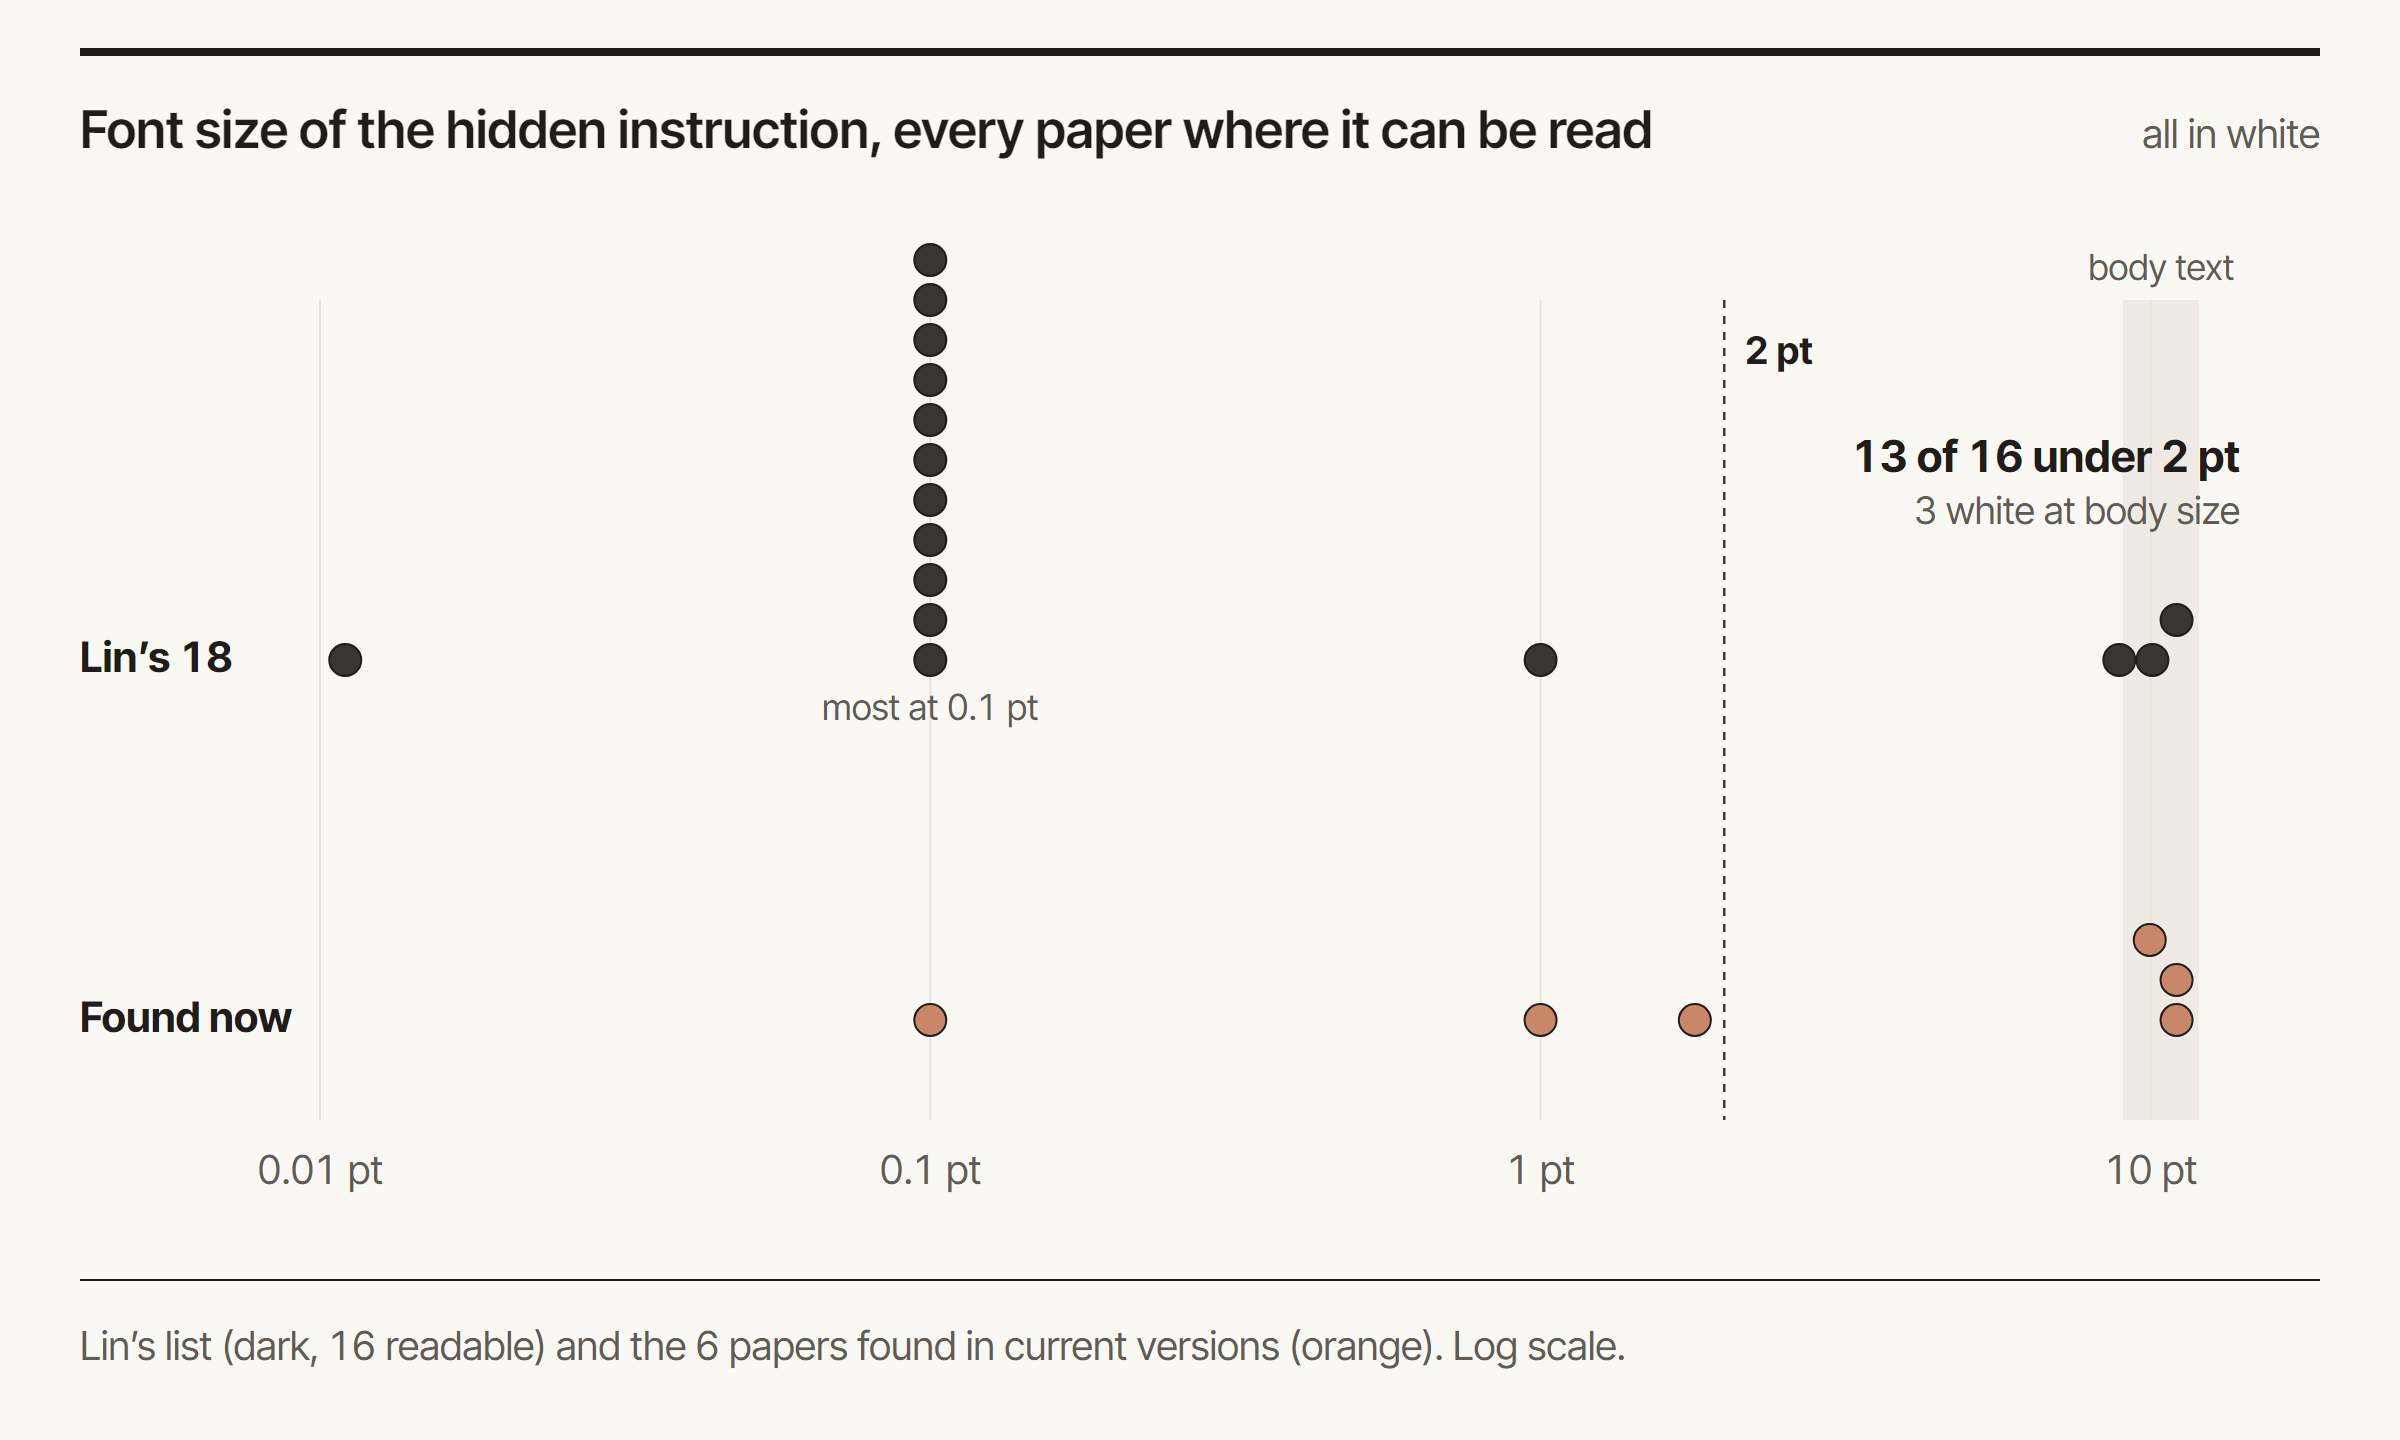 Font size of the hidden instruction, every paper where it can be read
all in white
body text
2 pt
13 of 16 under 2 pt
3 white at body size
Lin’s 18
most at 0.1 pt
Found now
0.01 pt
0.1 pt
1 pt
10 pt
Lin’s list (dark, 16 readable) and the 6 papers found in current versions (orange). Log scale.